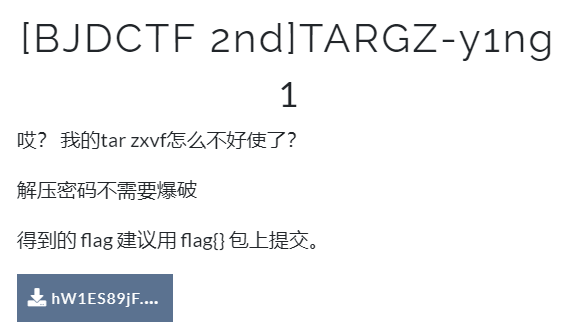 [BJDCTF 2nd]TARGZ-y1ng
1
哎？ 我的tar zxvf怎么不好使了？
解压密码不需要爆破
得到的 flag 建议用 flag{} 包上提交。
hW1ES89jF....